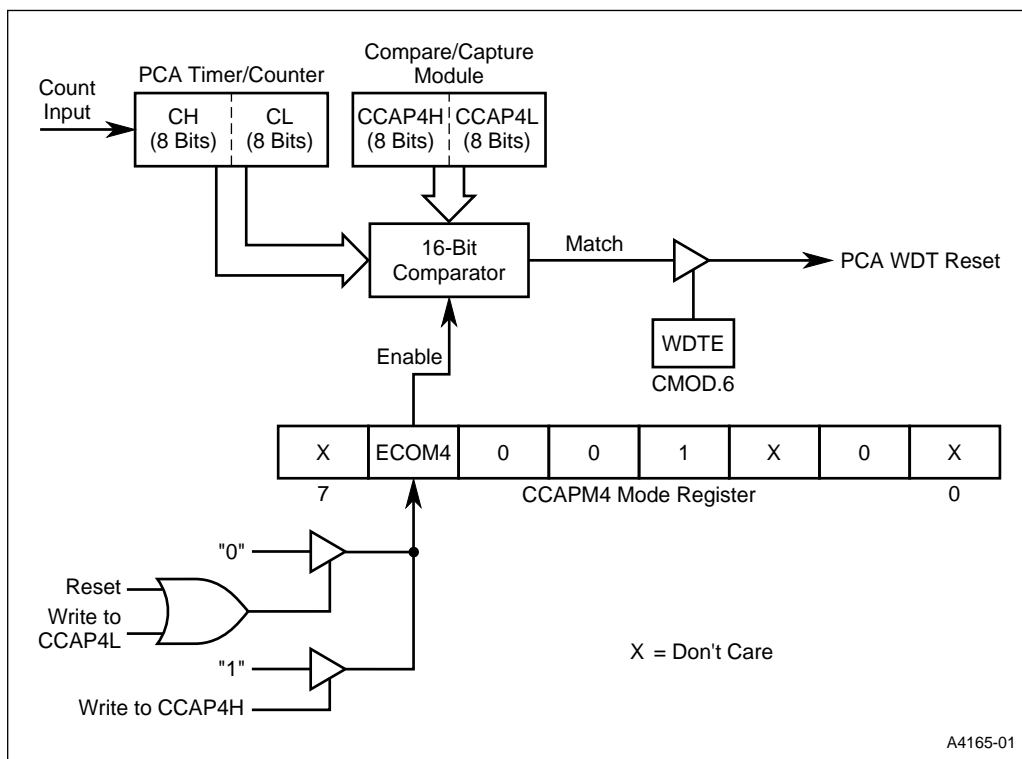 Count
Input
PCA Timer/Counter
CH
(8 Bits)
CL
(8 Bits)
Compare/Capture
Module
CCAP4H
(8 Bits)
CCAP4L
(8 Bits)
16-Bit
Comparator
Match
PCA WDT Reset
WDTE
CMOD.6
Enable
X ECOM4 0 0 1 X 0 X
7 CCAPM4 Mode Register 0
"0"
Reset
Write to
CCAP4L
"1"
Write to CCAP4H
X = Don't Care
A4165-01